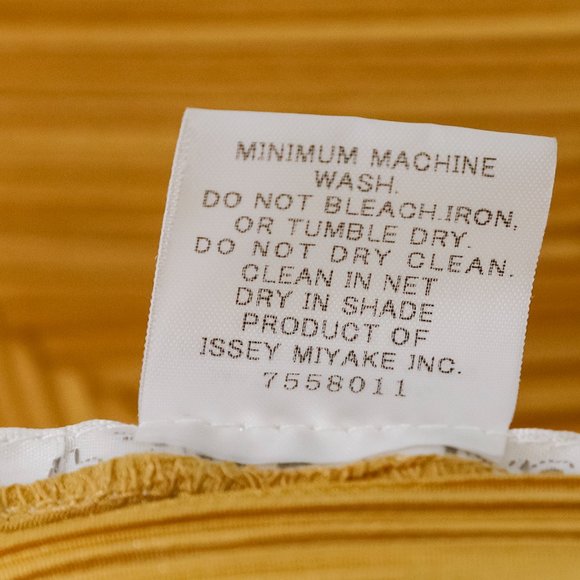 MINIMUM MACHINE
WASH.
DO NOT BLEACH.IRON,
OR TUMBLE DRY.
DO NOT DRY CLEAN.
CLEAN IN NET
DRY IN SHADE
PRODUCT OF
ISSEY MIYAKE INC.
7558011